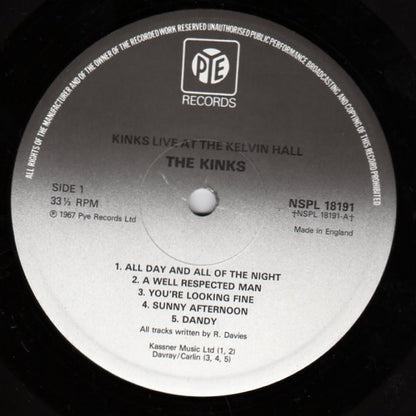 ALL RIGHTS OF THE MANUFACTURER AND OF THE OWNER OF THE RECORDED WORK RESERVED UNAUTHORISED PUBLIC PERFORMANCE BROADCASTING AND COPYING OF THIS RECORD PROHIBITED
PYE
RECORDS
KINKS LIVE AT THE KELVIN HALL
THE KINKS
SIDE 1
33⅓ RPM
℗ 1967 Pye Records Ltd
NSPL 18191
†NSPL 18191-A†
Made in England
1. ALL DAY AND ALL OF THE NIGHT
2. A WELL RESPECTED MAN
3. YOU'RE LOOKING FINE
4. SUNNY AFTERNOON
5. DANDY
All tracks written by R. Davies
Kassner Music Ltd (1, 2)
Davray/Carlin (3, 4, 5)